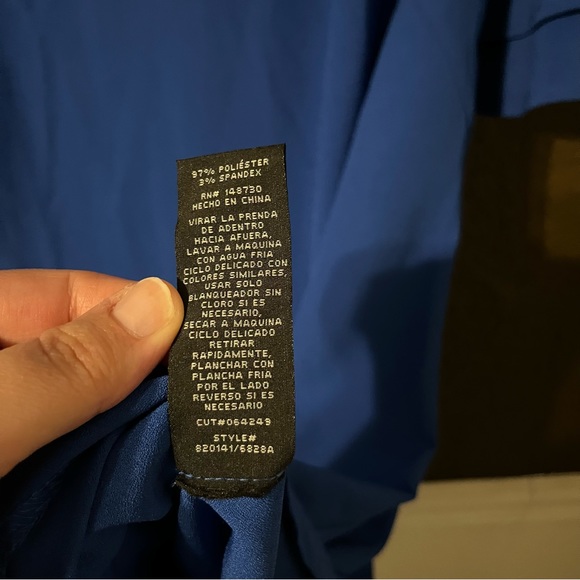 97% POLIÉSTER
3% SPANDEX
RN# 148730
HECHO EN CHINA
VIRAR LA PRENDA
DE ADENTRO
HACIA AFUERA,
LAVAR A MAQUINA
CON AGUA FRIA
CICLO DELICADO CON
COLORES SIMILARES,
USAR SOLO
BLANQUEADOR SIN
CLORO SI ES
NECESARIO,
SECAR A MAQUINA
CICLO DELICADO
RETIRAR
RAPIDAMENTE,
PLANCHAR CON
PLANCHA FRIA
POR EL LADO
REVERSO SI ES
NECESARIO
CUT#064249
STYLE#
820141/6828A